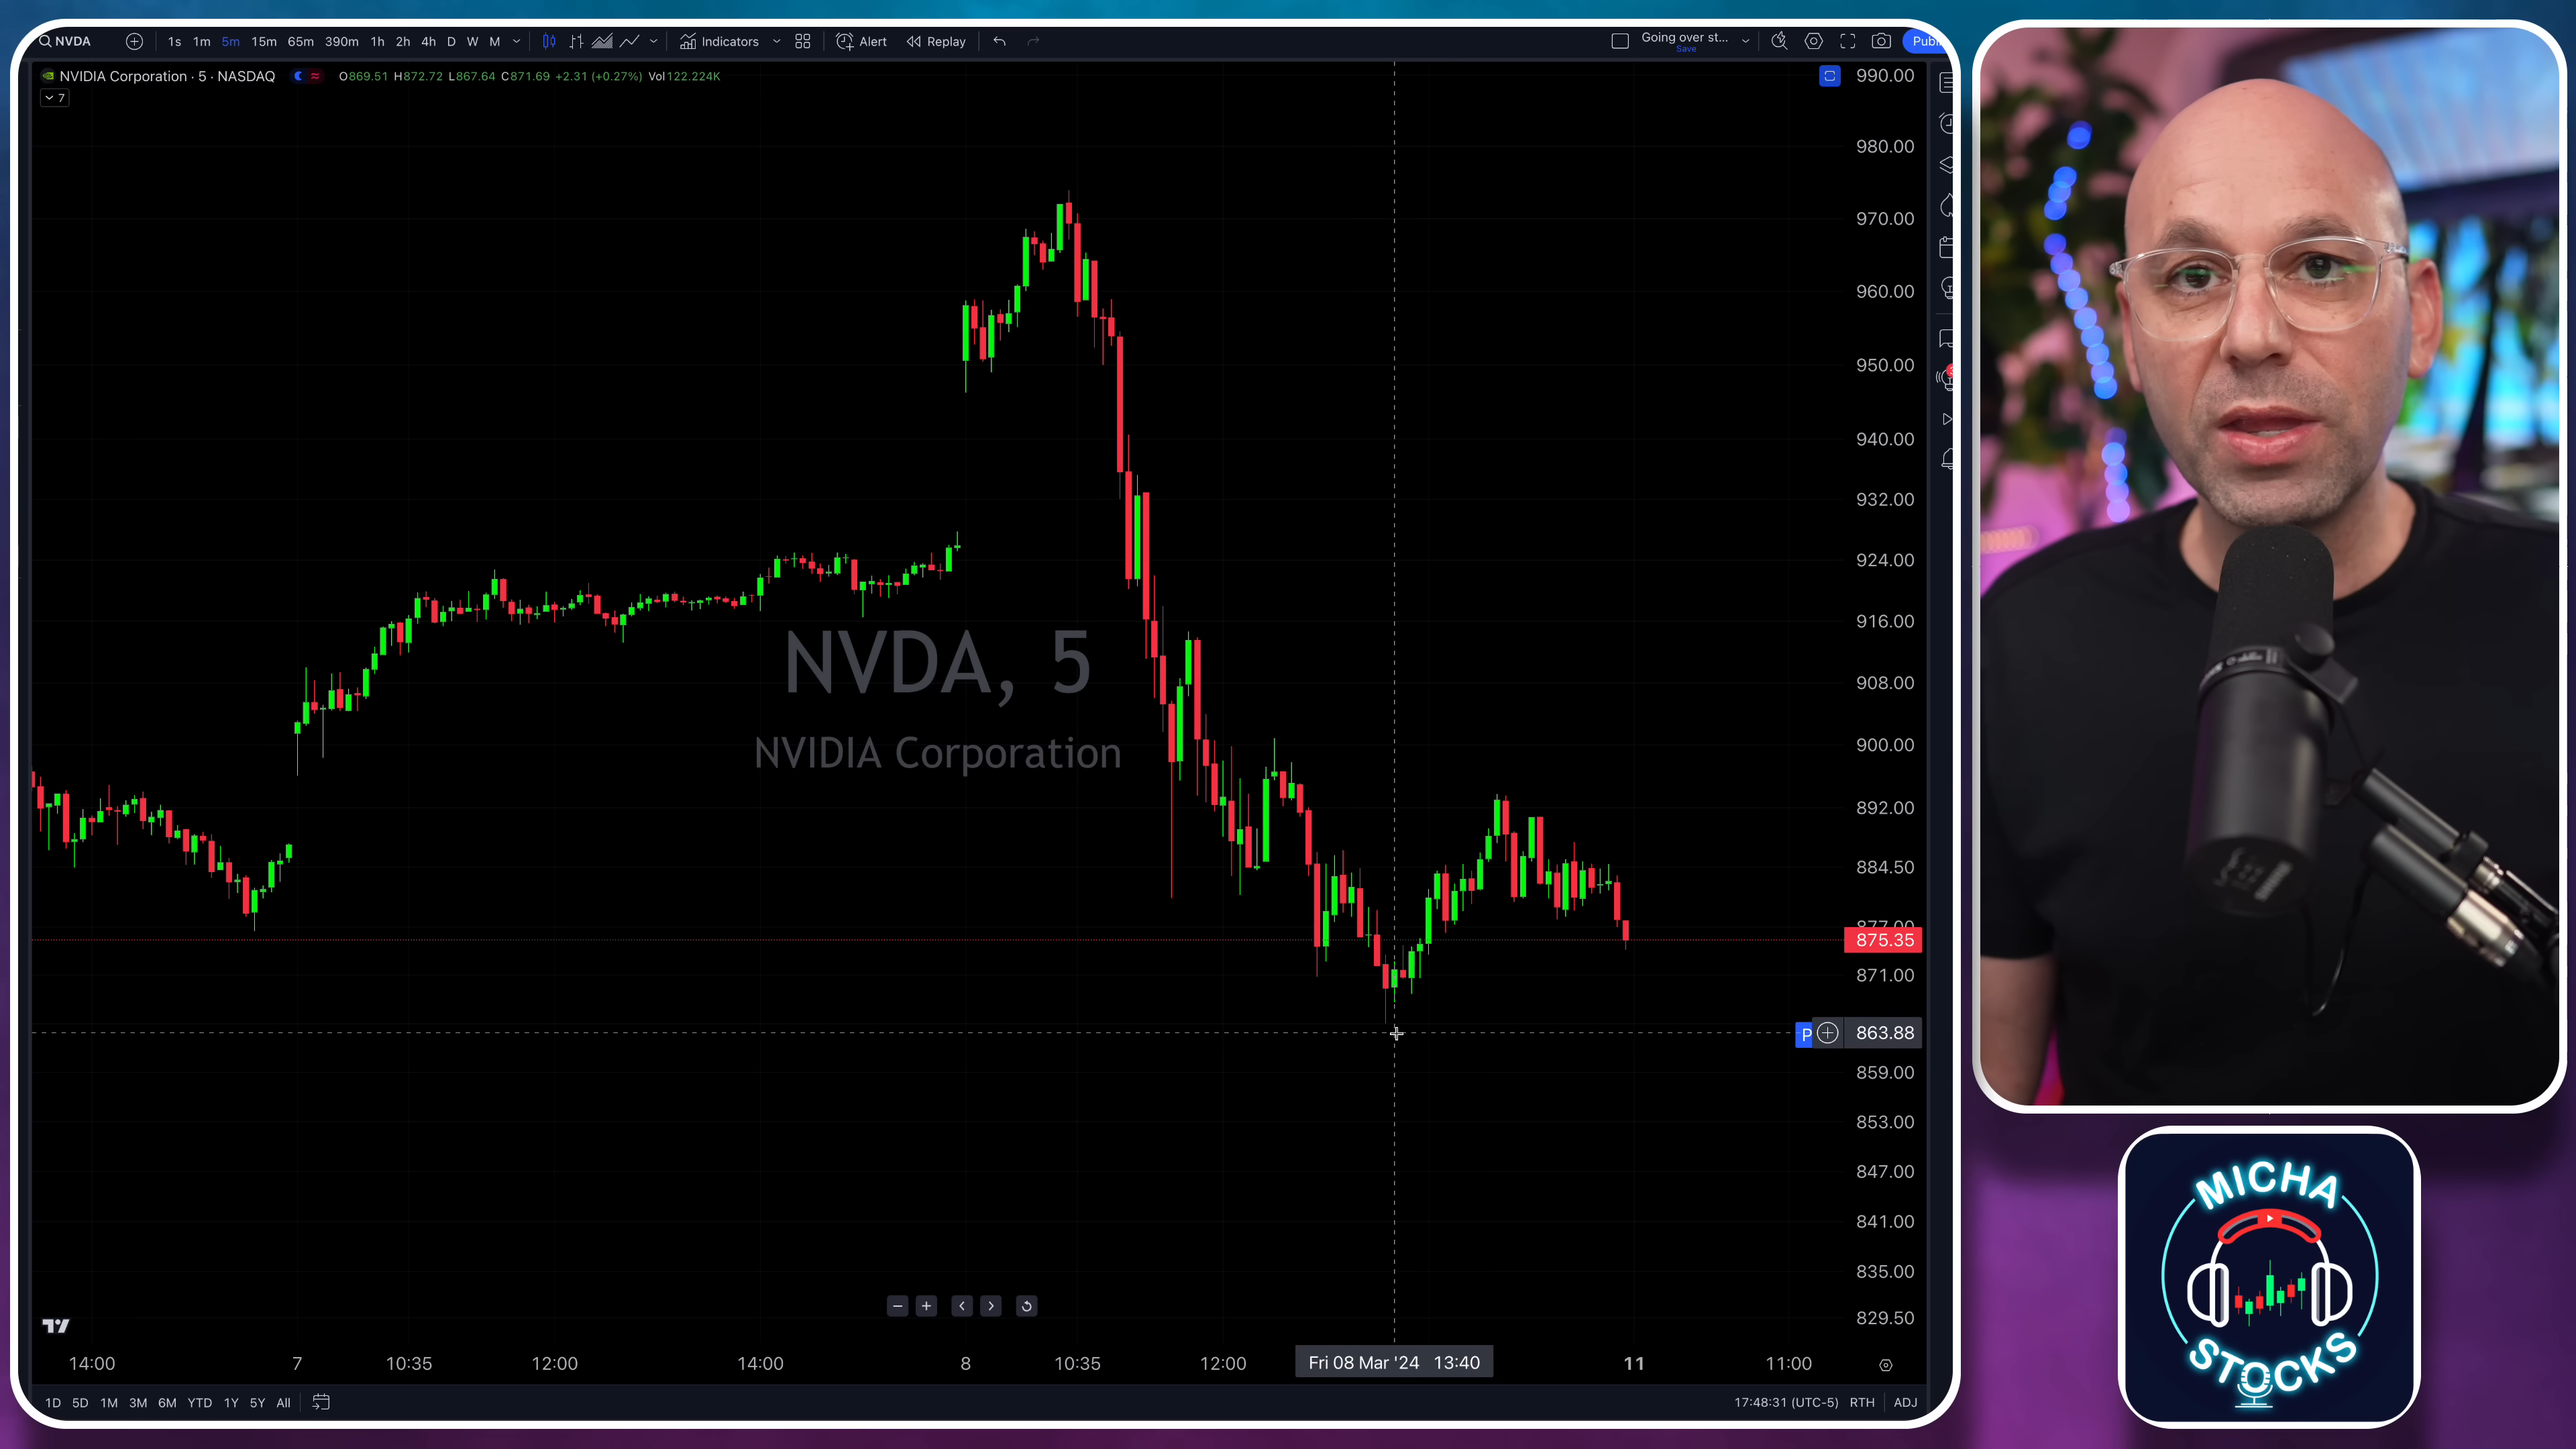 NVDA 1s 1m 5m 15m 65m 390m 1h 2h 4h D W M Indicators Alert Replay Going over st... Save
NVIDIA Corporation · 5 · NASDAQ O869.51 H872.72 L867.64 C871.69 +2.31 (+0.27%) Vol122.224K
7
990.00
980.00
970.00
960.00
950.00
940.00
932.00
924.00
916.00
908.00
900.00
892.00
884.50
877.00
875.35
871.00
P 863.88
859.00
853.00
847.00
841.00
835.00
829.50
NVDA, 5
NVIDIA Corporation
14:00 7 10:35 12:00 14:00 8 10:35 12:00 Fri 08 Mar '24 13:40 11 11:00
1D 5D 1M 3M 6M YTD 1Y 5Y All 17:48:31 (UTC-5) RTH ADJ
MICHA
STOCKS